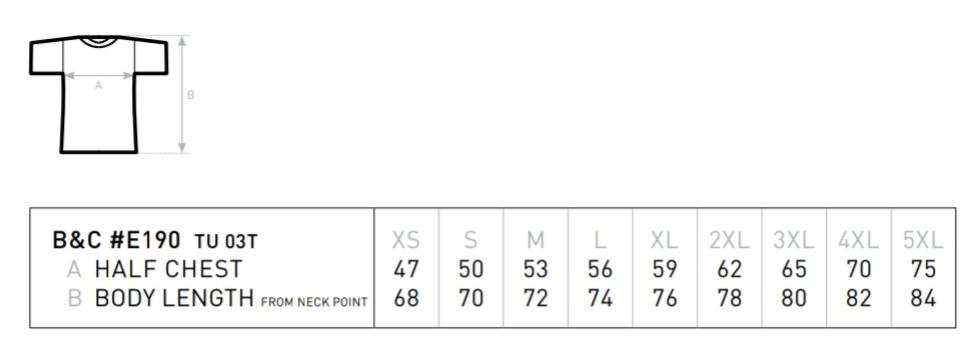 A
B
B&C #E190 TU 03T XS S M L XL 2XL 3XL 4XL 5XL
A HALF CHEST 47 50 53 56 59 62 65 70 75
B BODY LENGTH FROM NECK POINT 68 70 72 74 76 78 80 82 84